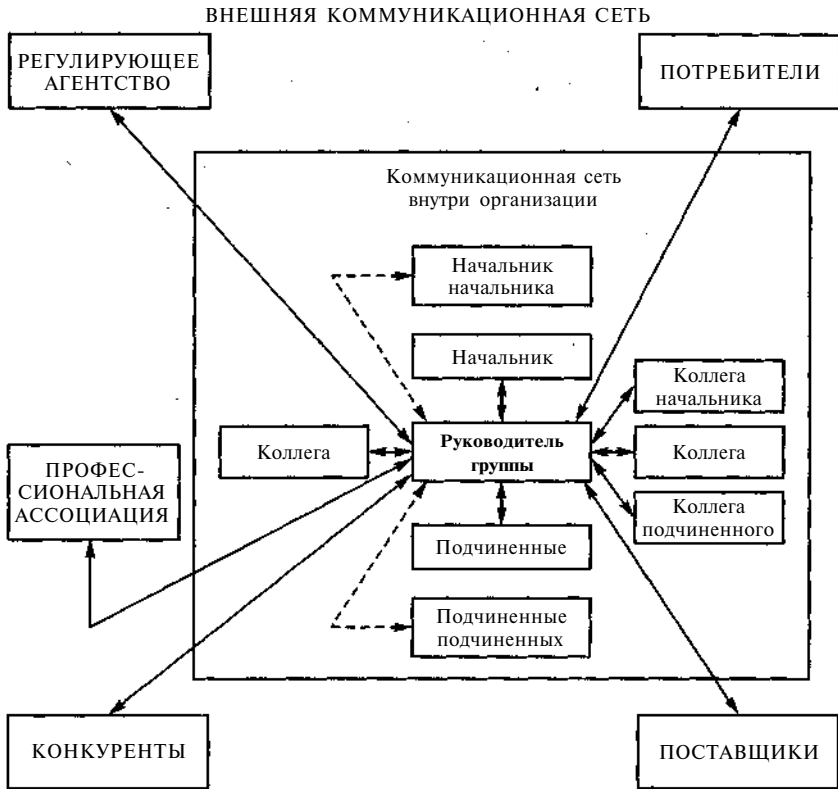 ВНЕШНЯЯ КОММУНИКАЦИОННАЯ СЕТЬ
РЕГУЛИРУЮЩЕЕ
АГЕНТСТВО
ПОТРЕБИТЕЛИ
Коммуникационная сеть
внутри организации
Начальник
начальника
Начальник
Коллега
начальника
Коллега
Руководитель
группы
Коллега
ПРОФЕС-
СИОНАЛЬНАЯ
АССОЦИАЦИЯ
Коллега
подчиненного
Подчиненные
Подчиненные
подчиненных
КОНКУРЕНТЫ
ПОСТАВЩИКИ